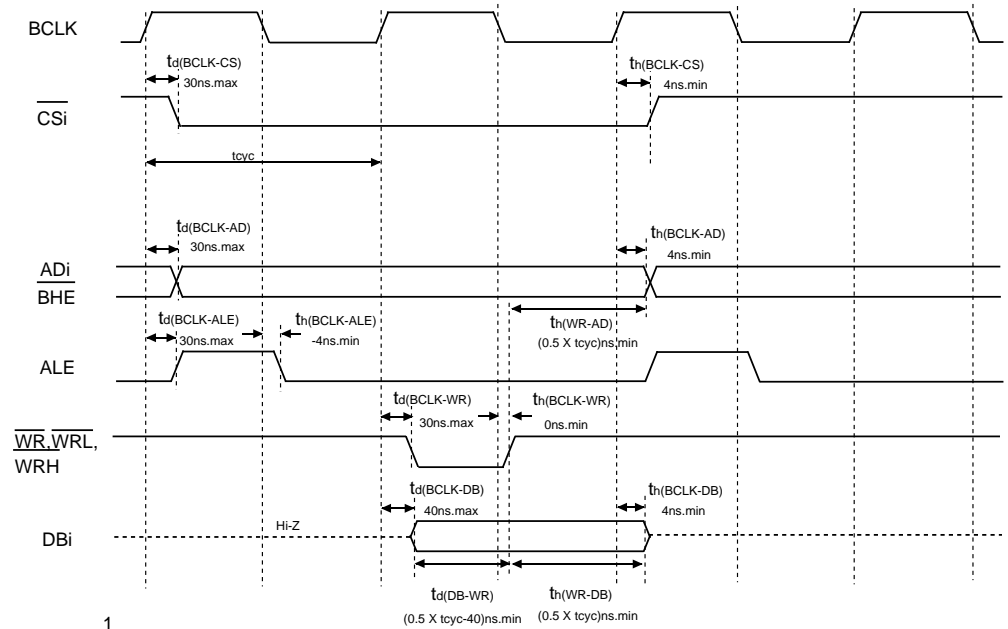 BCLK
td(BCLK-CS)
30ns.max
th(BCLK-CS)
4ns.min
CSi
tcyc
td(BCLK-AD)
30ns.max
th(BCLK-AD)
4ns.min
ADi
BHE
td(BCLK-ALE)
30ns.max
th(BCLK-ALE)
-4ns.min
th(WR-AD)
(0.5 X tcyc)ns.min
ALE
td(BCLK-WR)
30ns.max
th(BCLK-WR)
0ns.min
WR,WRL,
WRH
td(BCLK-DB)
40ns.max
th(BCLK-DB)
4ns.min
Hi-Z
DBi
td(DB-WR)
(0.5 X tcyc-40)ns.min
th(WR-DB)
(0.5 X tcyc)ns.min
1